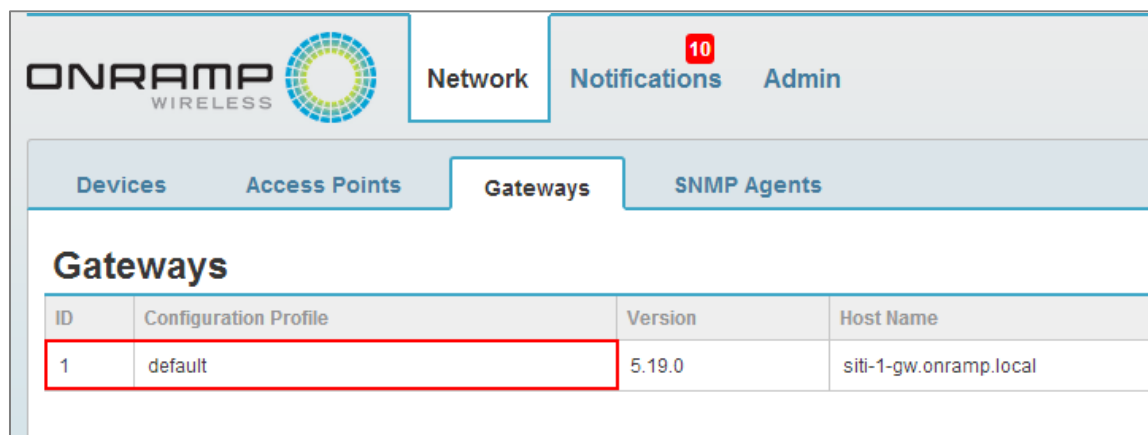 ONRAMP WIRELESS
Network Notifications 10 Admin
Devices Access Points Gateways SNMP Agents
Gateways
ID Configuration Profile Version Host Name
1 default 5.19.0 siti-1-gw.onramp.local